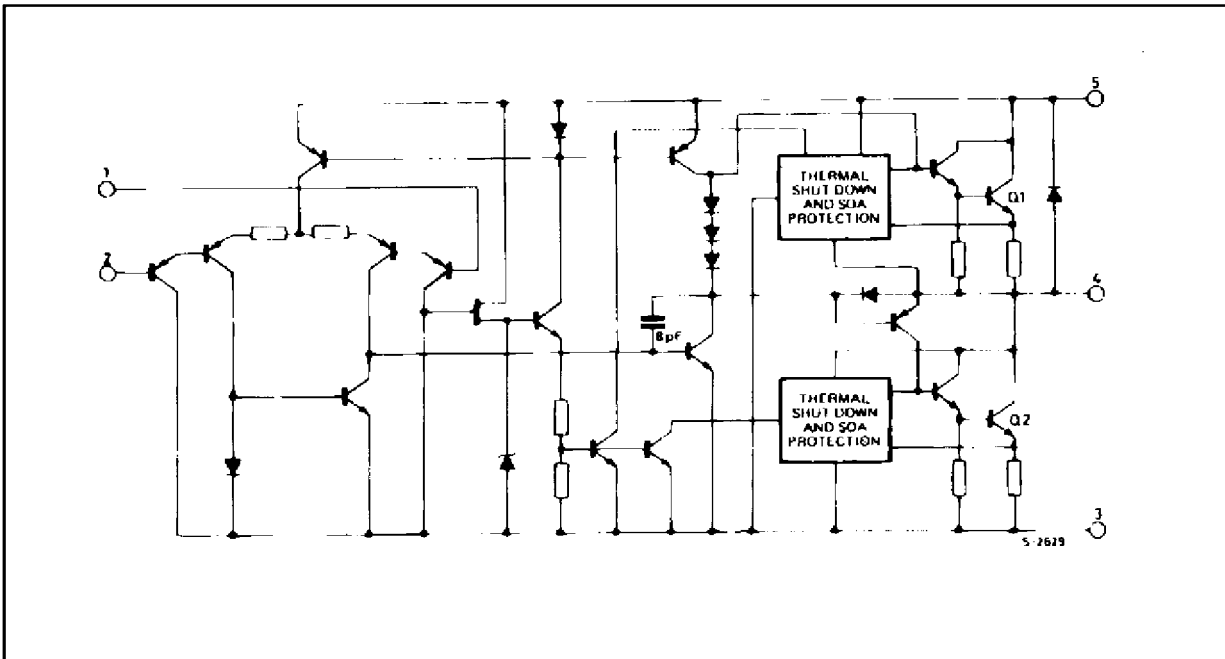 5
1
THERMAL
SHUT DOWN
AND SOA
PROTECTION
Q1
2
4
8pF
THERMAL
SHUT DOWN
AND SOA
PROTECTION
Q2
3
S-2629